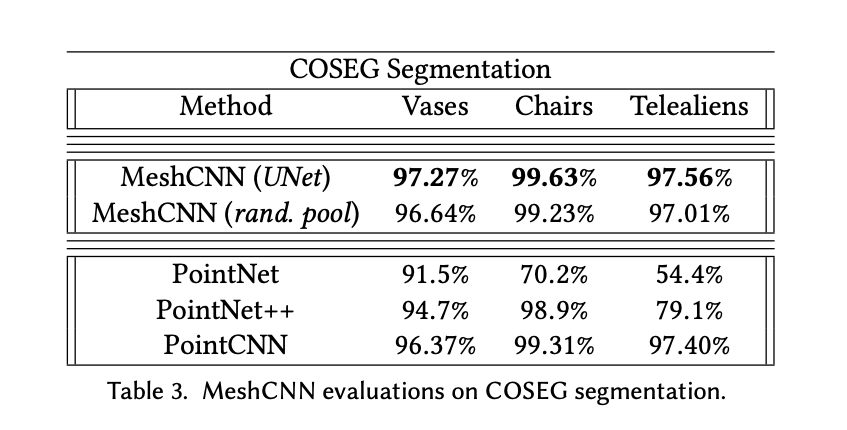 COSEG Segmentation
Method Vases Chairs Telealiens
MeshCNN (UNet) 97.27% 99.63% 97.56%
MeshCNN (rand. pool) 96.64% 99.23% 97.01%
PointNet 91.5% 70.2% 54.4%
PointNet++ 94.7% 98.9% 79.1%
PointCNN 96.37% 99.31% 97.40%
Table 3. MeshCNN evaluations on COSEG segmentation.